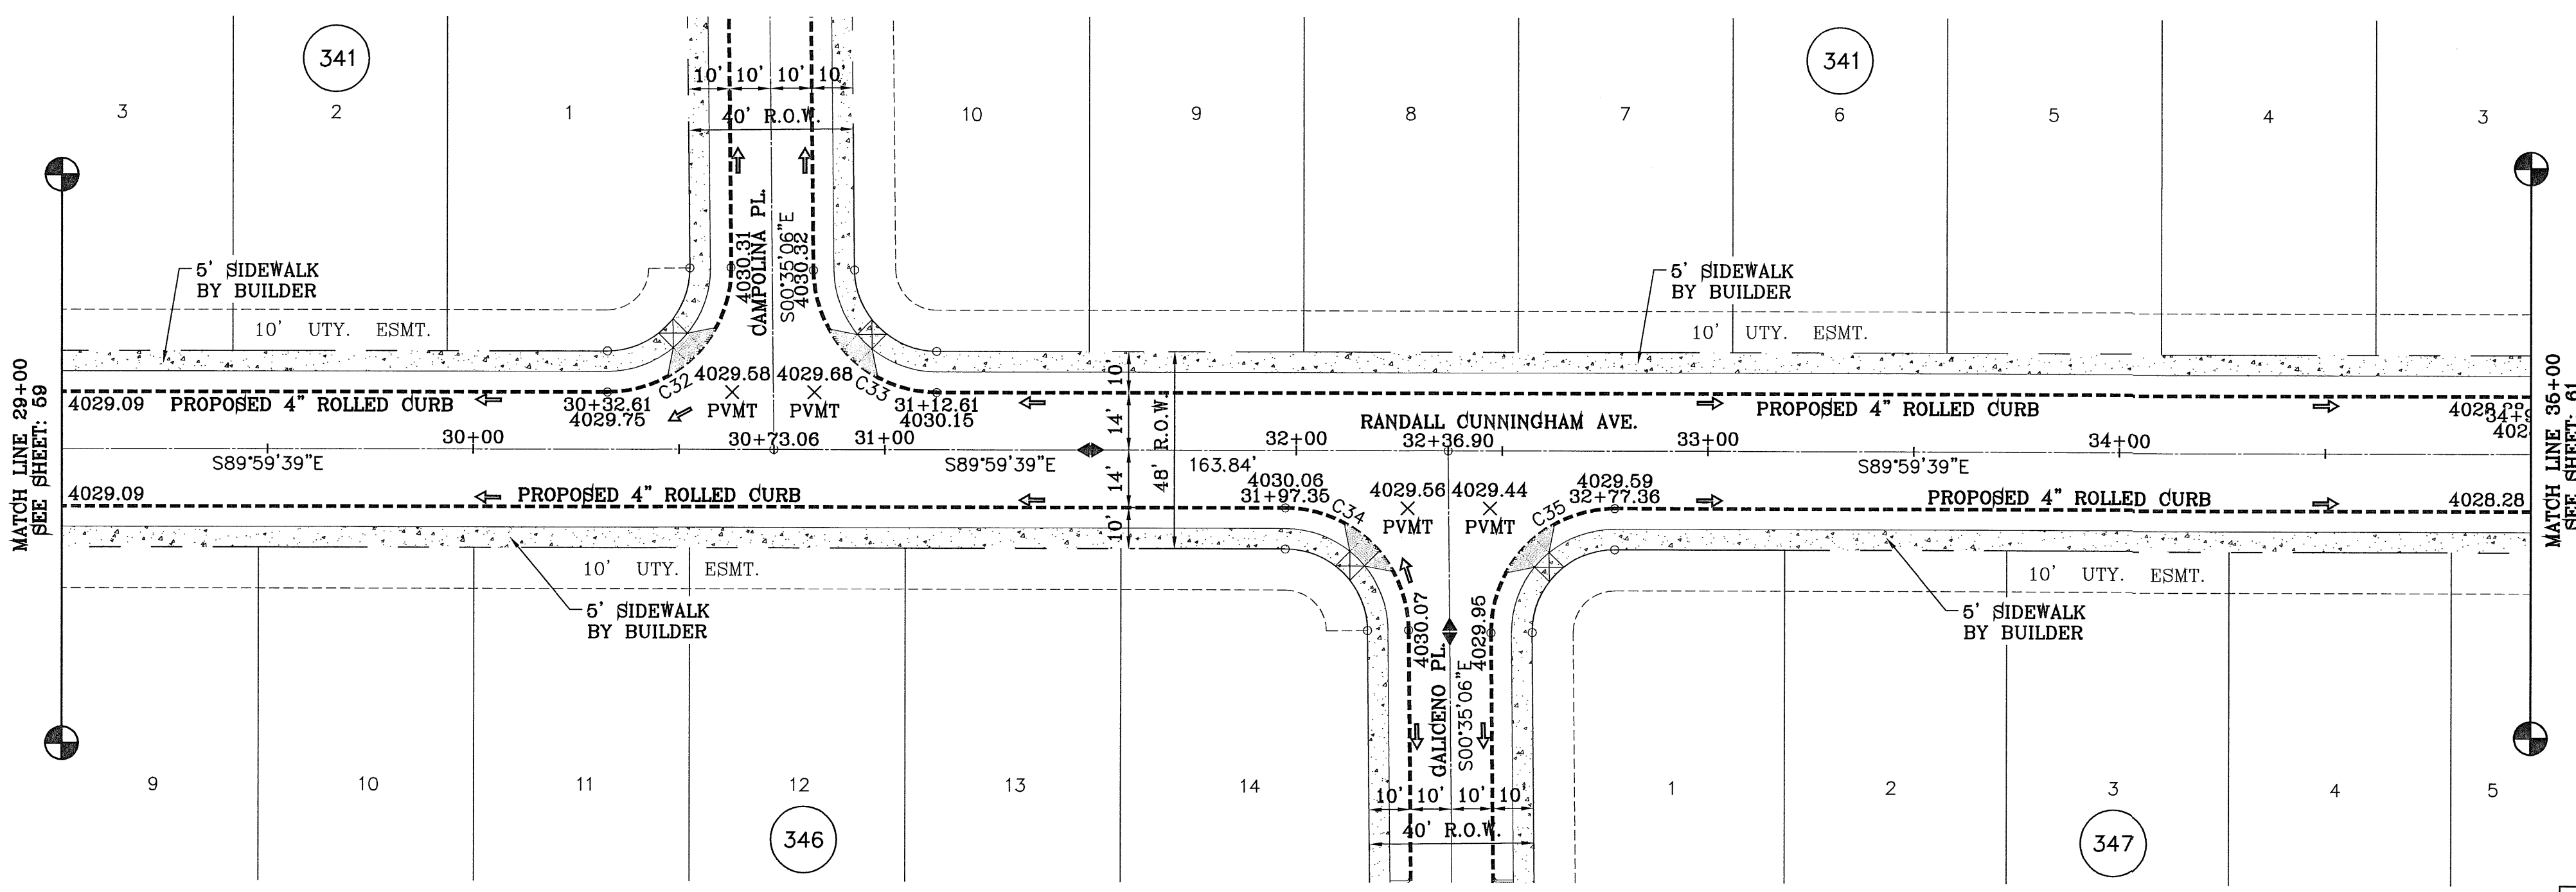 341
341
3
2
1
10
9
8
7
6
5
4
3
10' 10' 10' 10'
40' R.O.W.
CAMPOLINA PL.
S00°35'06"E
4030.31
4030.32
5' SIDEWALK
BY BUILDER
5' SIDEWALK
BY BUILDER
10' UTY. ESMT.
10' UTY. ESMT.
MATCH LINE 29+00
SEE SHEET: 59
4029.09
PROPOSED 4" ROLLED CURB
C32
4029.58
PVMT
4029.68
PVMT
C33
30+32.61
4029.75
31+12.61
4030.15
10'
14'
14'
10'
48' R.O.W.
RANDALL CUNNINGHAM AVE.
PROPOSED 4" ROLLED CURB
30+00
30+73.06
31+00
32+00
32+36.90
33+00
34+00
S89°59'39"E
S89°59'39"E
163.84'
S89°59'39"E
4029.09
PROPOSED 4" ROLLED CURB
4030.06
31+97.35
C34
4029.56
PVMT
4029.44
PVMT
C35
4029.59
32+77.36
PROPOSED 4" ROLLED CURB
4028.28
MATCH LINE 35+00
SEE SHEET: 61
10' UTY. ESMT.
10' UTY. ESMT.
5' SIDEWALK
BY BUILDER
5' SIDEWALK
BY BUILDER
4030.07
4029.95
GALICENO PL.
S00°35'06"E
10' 10' 10' 10'
40' R.O.W.
9
10
11
12
13
14
1
2
3
4
5
346
347